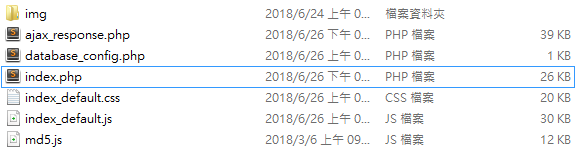 img 2018/6/24 上午 0... 檔案資料夾
ajax_response.php 2018/6/26 下午 0... PHP 檔案 39 KB
database_config.php 2018/6/26 上午 0... PHP 檔案 1 KB
index.php 2018/6/26 下午 0... PHP 檔案 26 KB
index_default.css 2018/6/26 上午 0... CSS 檔案 20 KB
index_default.js 2018/6/26 上午 0... JS 檔案 30 KB
md5.js 2018/3/6 上午 09... JS 檔案 12 KB